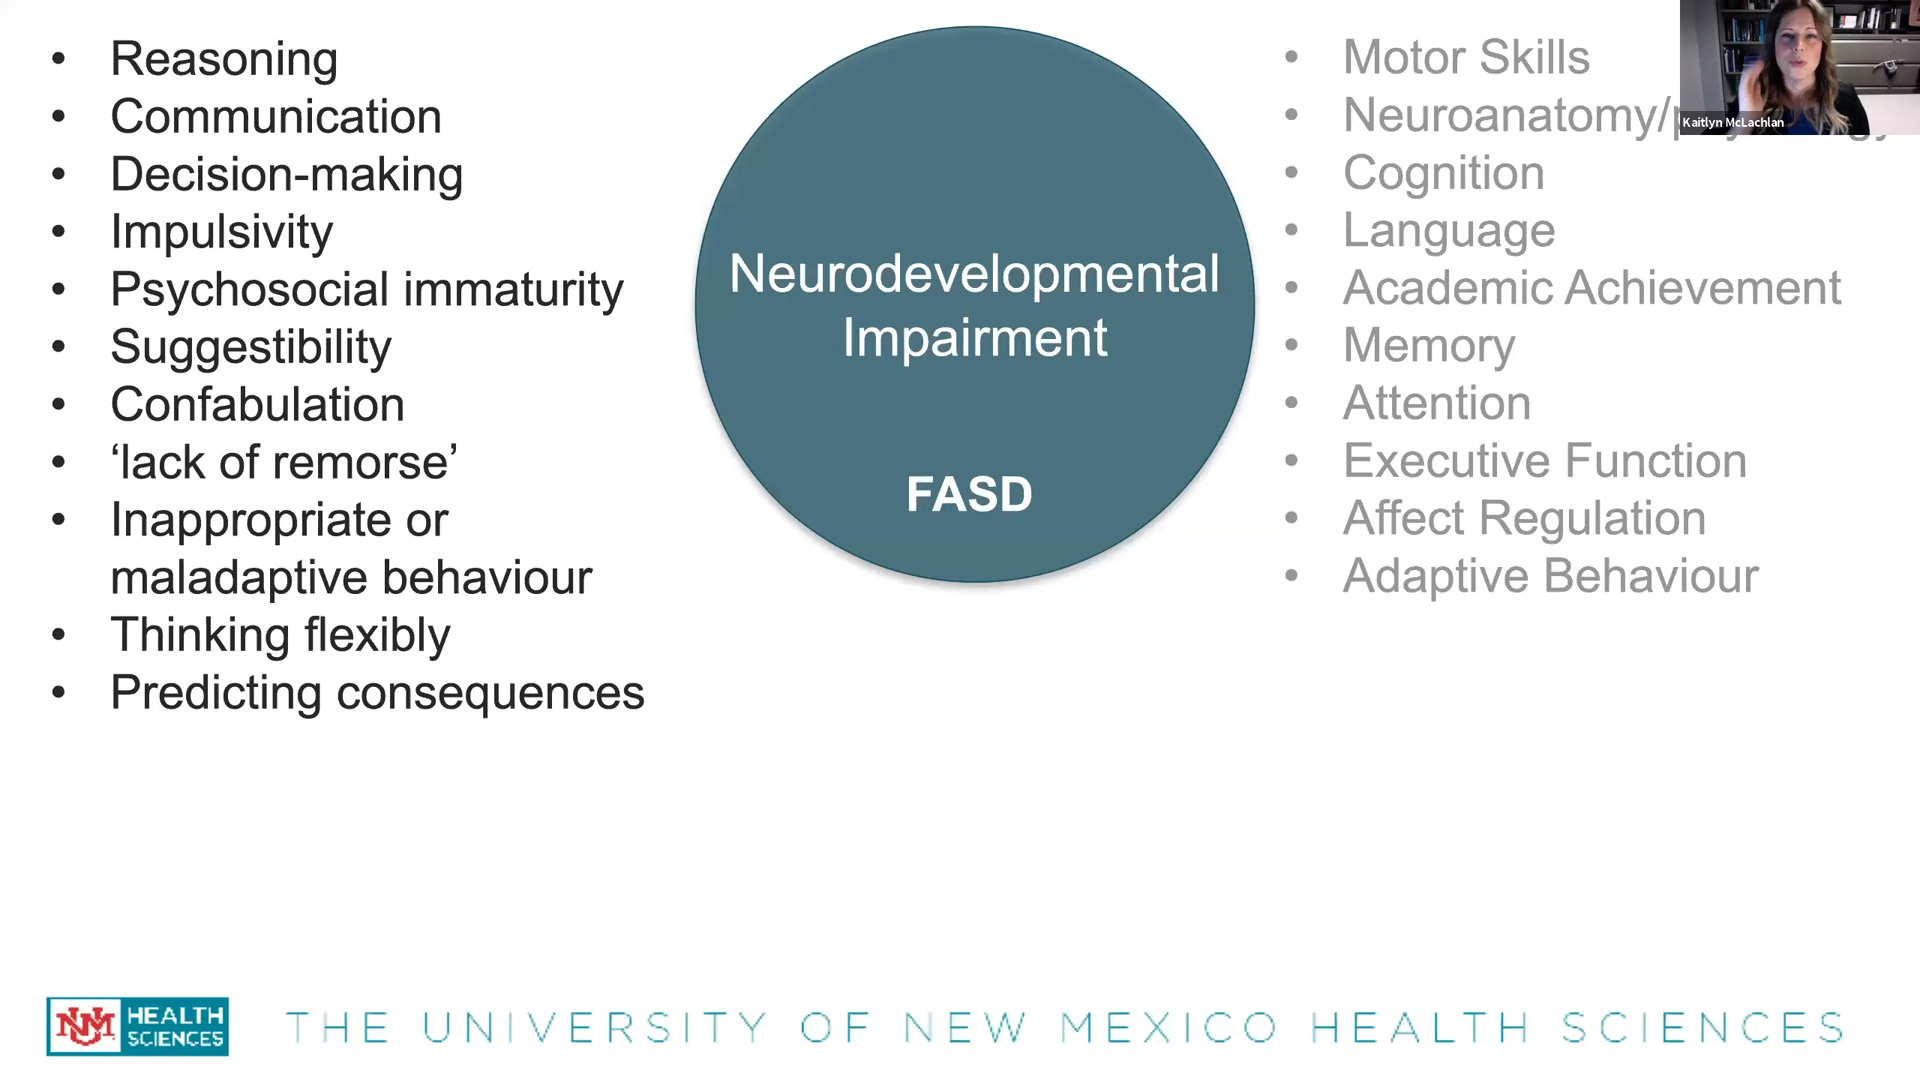 • Reasoning
• Communication
• Decision-making
• Impulsivity
• Psychosocial immaturity
• Suggestibility
• Confabulation
• ‘lack of remorse’
• Inappropriate or
maladaptive behaviour
• Thinking flexibly
• Predicting consequences
Neurodevelopmental
Impairment
FASD
• Motor Skills
• Neuroanatomy/
• Cognition
• Language
• Academic Achievement
• Memory
• Attention
• Executive Function
• Affect Regulation
• Adaptive Behaviour
Kaitlyn McLachlan
UNM HEALTH
SCIENCES
THE UNIVERSITY OF NEW MEXICO HEALTH SCIENCES